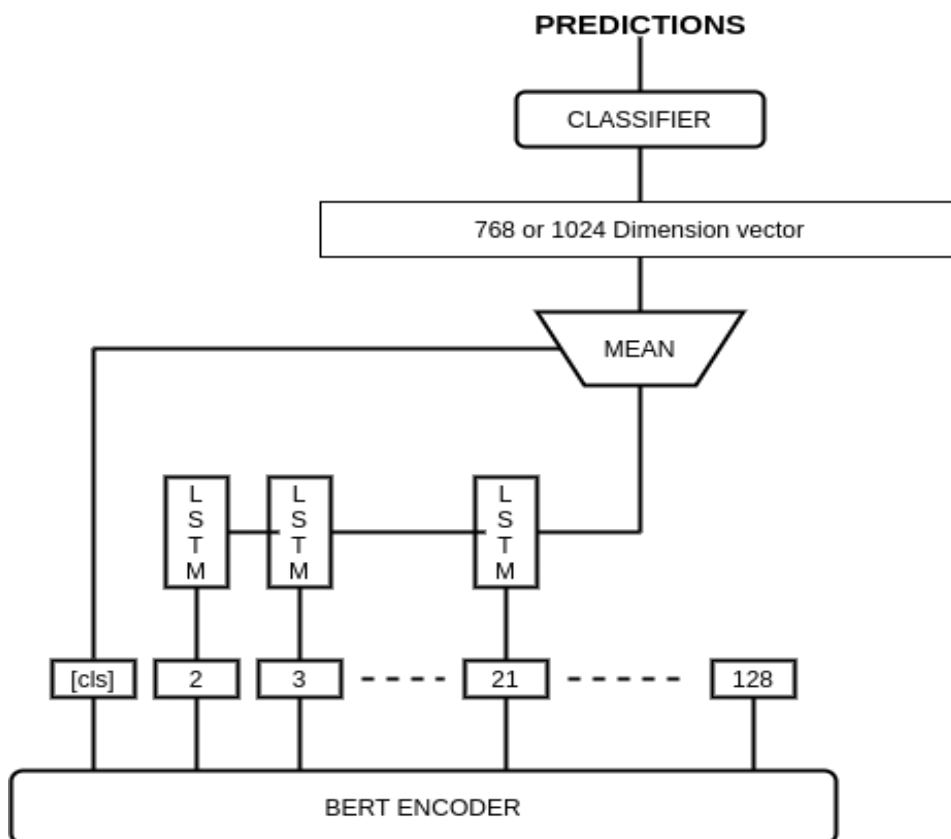 PREDICTIONS
CLASSIFIER
768 or 1024 Dimension vector
MEAN
L
S
T
M
L
S
T
M
L
S
T
M
[cls]
2
3
21
128
BERT ENCODER